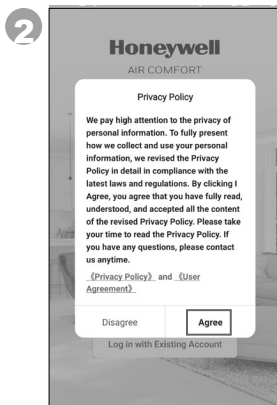 2
Honeywell
AIR COMFORT
Privacy Policy
We pay high attention to the privacy of
personal information. To fully present
how we collect and use your personal
information, we revised the Privacy
Policy in detail in compliance with the
latest laws and regulations. By clicking I
Agree, you agree that you have fully read,
understood, and accepted all the content
of the revised Privacy Policy. Please take
your time to read the Privacy Policy. If
you have any questions, please contact
us anytime.
《Privacy Policy》 and 《User
Agreement》
Disagree
Agree
Log in with Existing Account